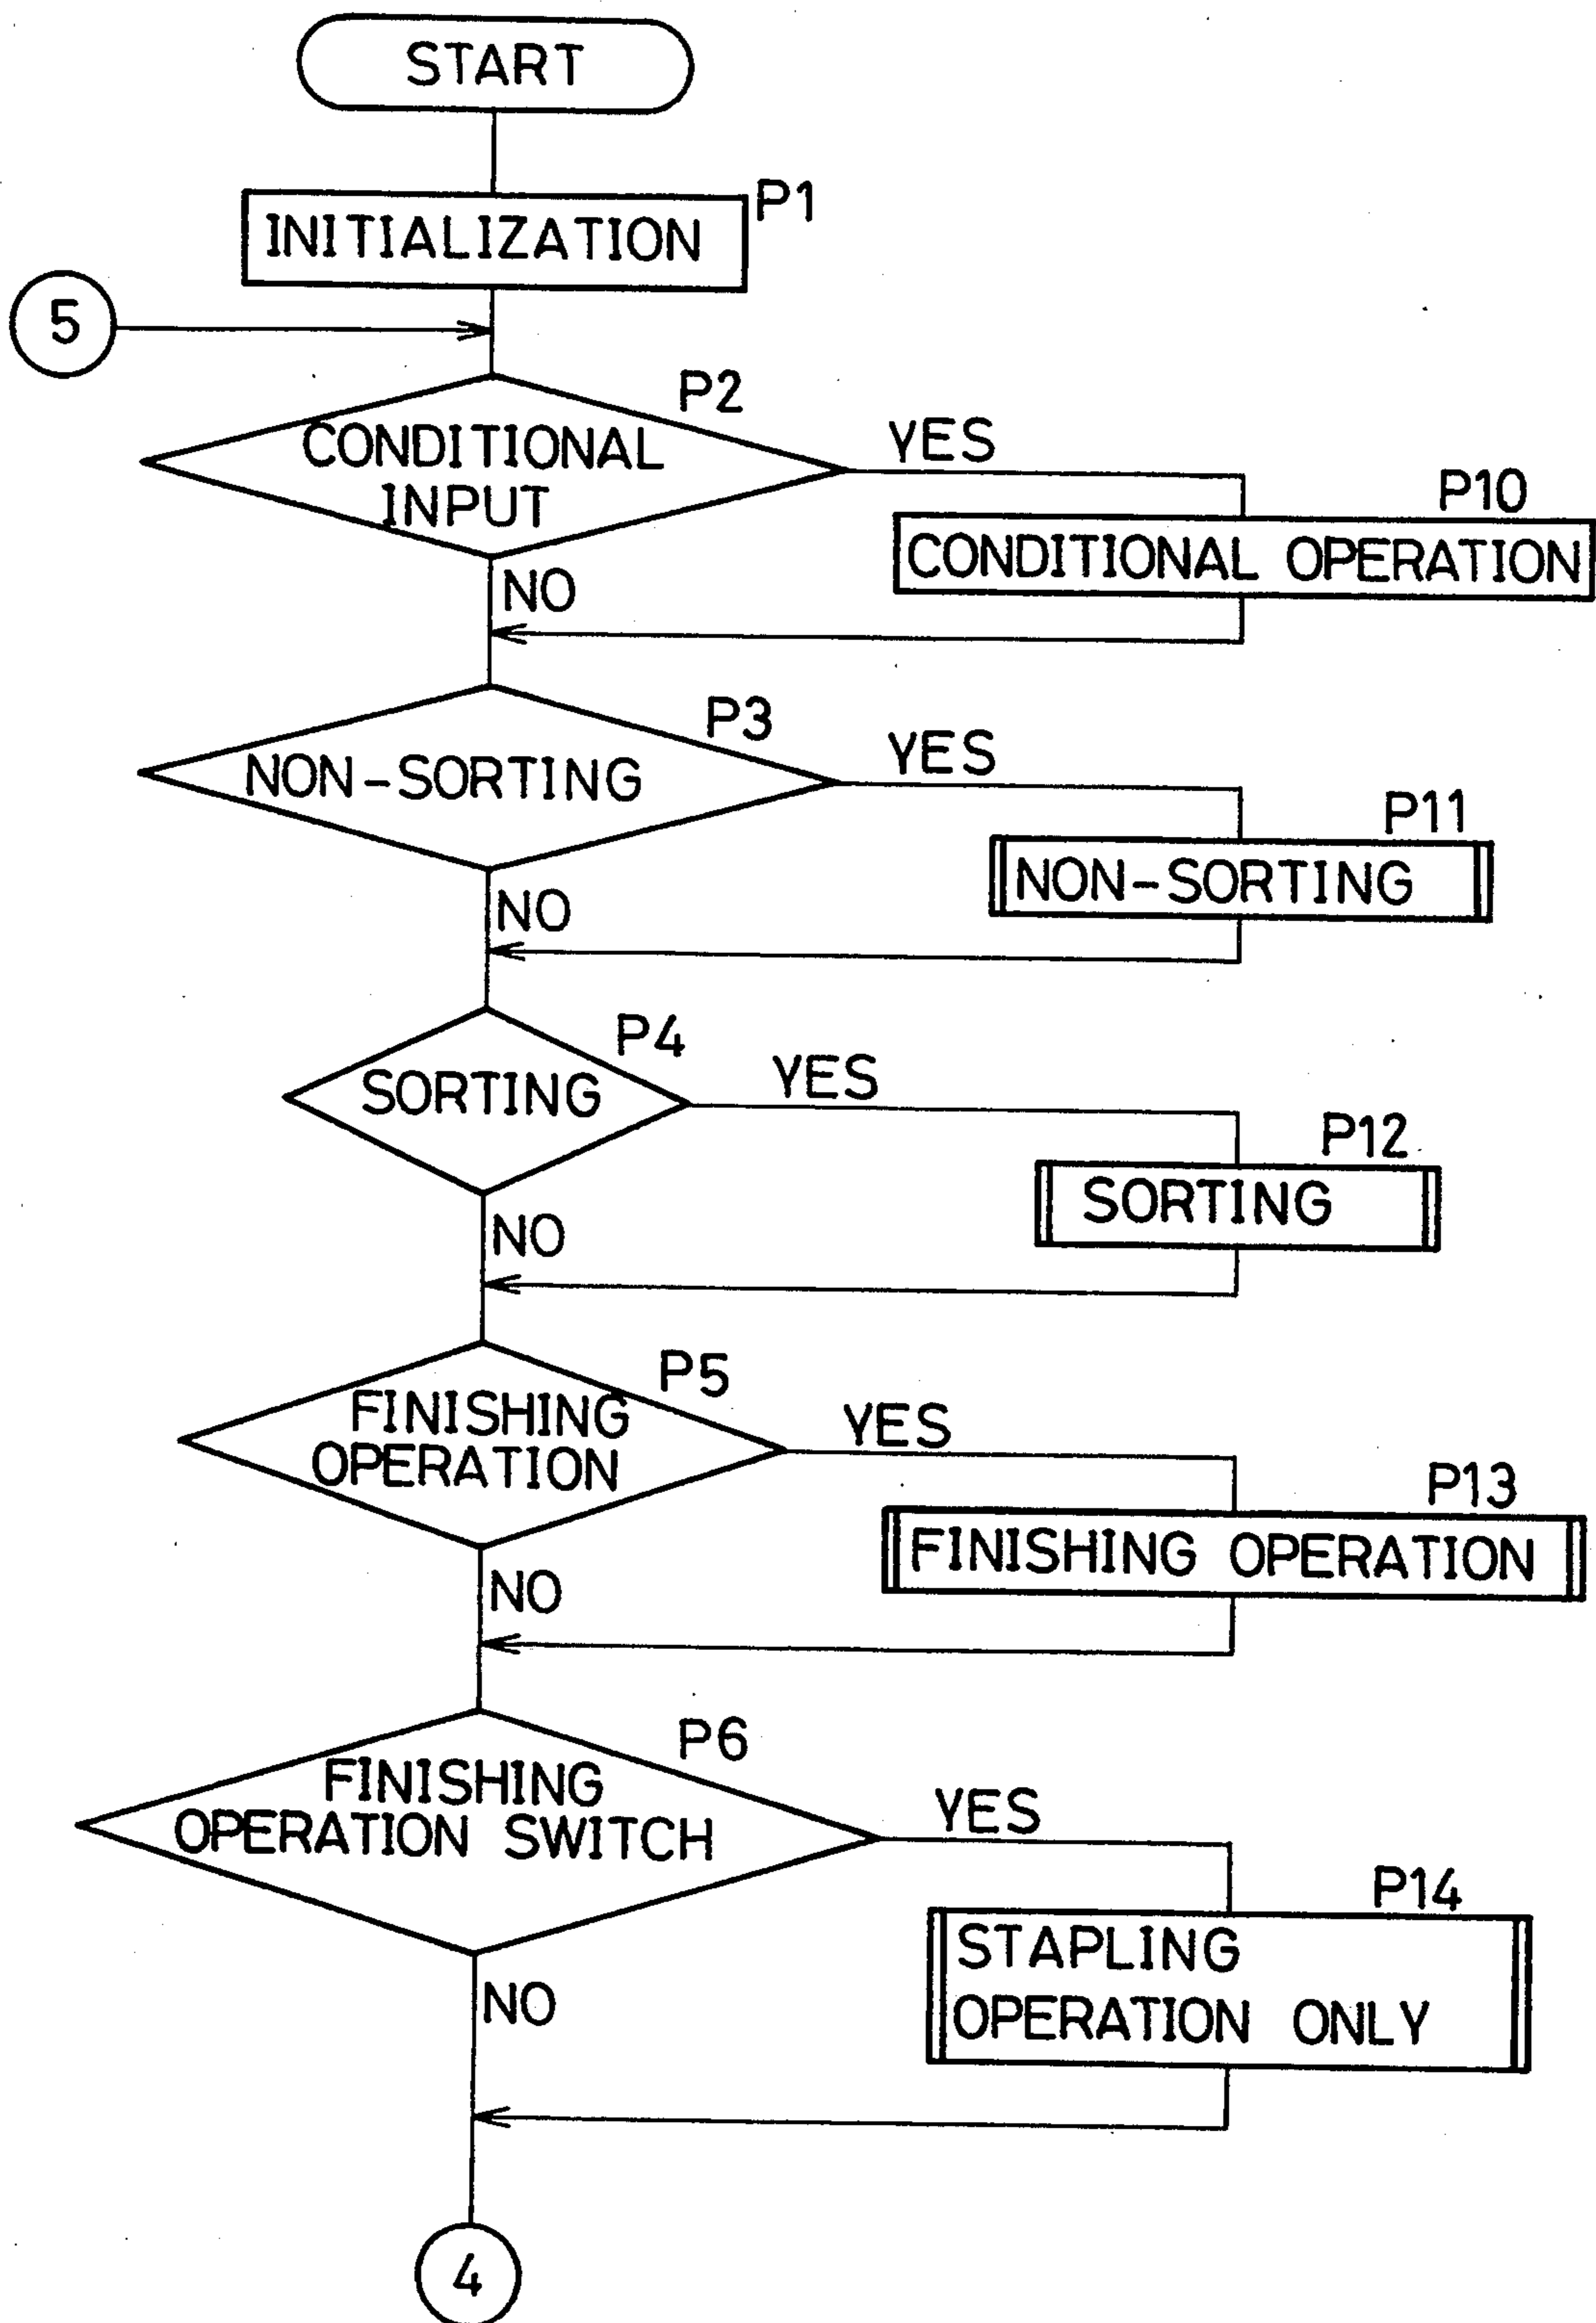 START
P1
INITIALIZATION
5
P2
CONDITIONAL
INPUT
YES
P10
CONDITIONAL OPERATION
NO
P3
NON-SORTING
YES
P11
NON-SORTING
NO
P4
SORTING
YES
P12
SORTING
NO
P5
FINISHING
OPERATION
YES
P13
FINISHING OPERATION
NO
P6
FINISHING
OPERATION SWITCH
YES
P14
STAPLING
OPERATION ONLY
NO
4